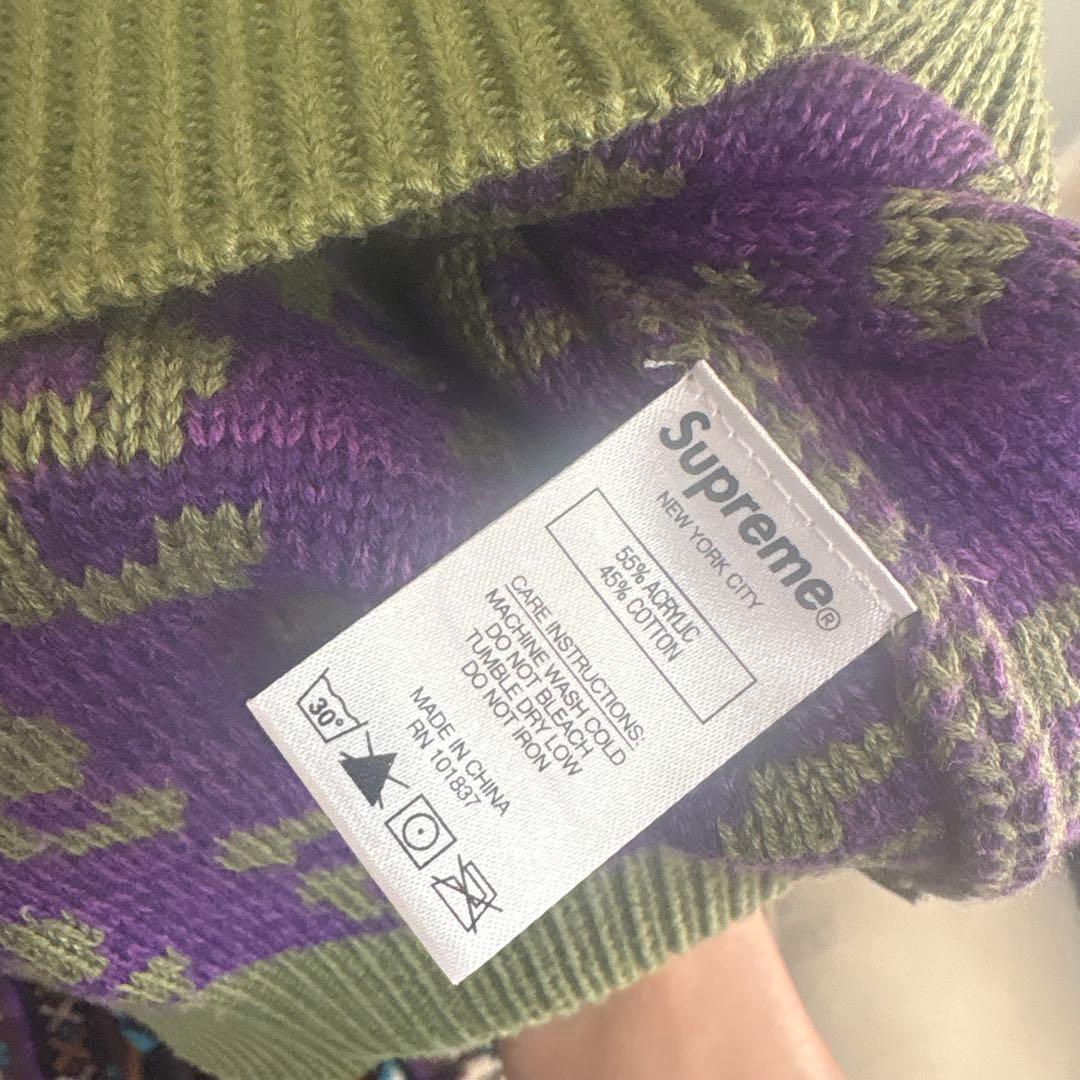 Supreme®
NEW YORK CITY
55% ACRYLIC
45% COTTON
CARE INSTRUCTIONS:
MACHINE WASH COLD
DO NOT BLEACH
TUMBLE DRY LOW
DO NOT IRON
MADE IN CHINA
RN 101837
30°